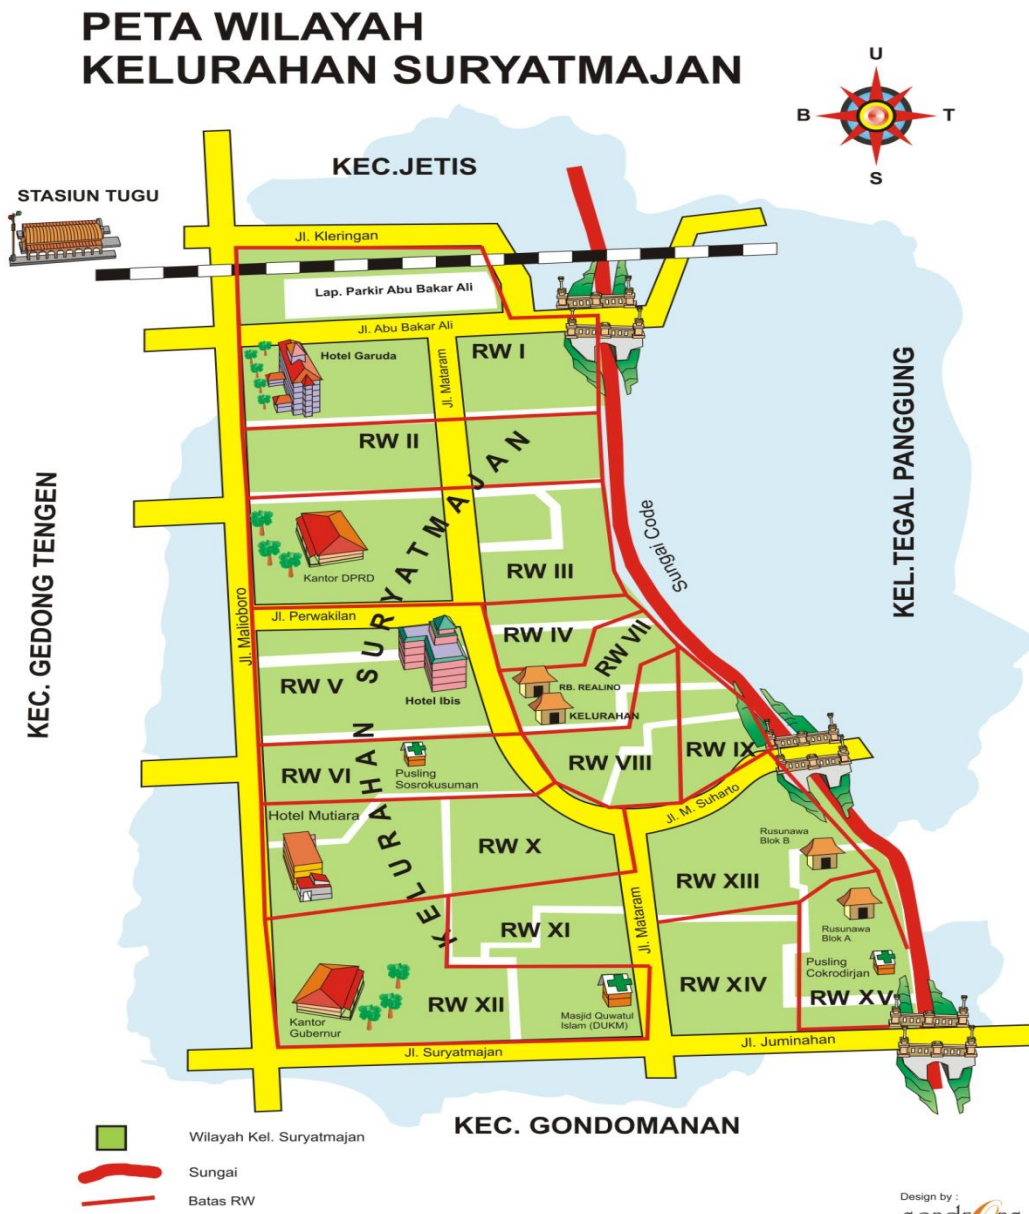 PETA WILAYAH
KELURAHAN SURYATMAJAN
U
B
T
S
KEC.JETIS
STASIUN TUGU
Jl. Kleringan
Lap. Parkir Abu Bakar Ali
Jl. Abu Bakar Ali
Hotel Garuda
Jl. Mataram
RW I
RW II
KELURAHAN SURYATMAJAN
KEC. GEDONG TENGEN
KEL.TEGAL PANGGUNG
Sungai Code
Kantor DPRD
RW III
Jl. Malioboro
Jl. Perwakilan
RW IV
RW VII
RW V
Hotel Ibis
RB. REALINO
KELURAHAN
RW VI
Pusling
Sosrokusuman
RW VIII
RW IX
Jl. M. Suharto
Hotel Mutiara
RW X
Rusunawa
Blok B
RW XIII
Jl. Mataram
RW XI
Rusunawa
Blok A
Pusling
Cokrodirjan
RW XIV
RW XV
RW XII
Kantor
Gubernur
Masjid Quwatul
Islam (DUKM)
Jl. Suryatmajan
Jl. Juminahan
KEC. GONDOMANAN
Wilayah Kel. Suryatmajan
Sungai
Batas RW
Design by :